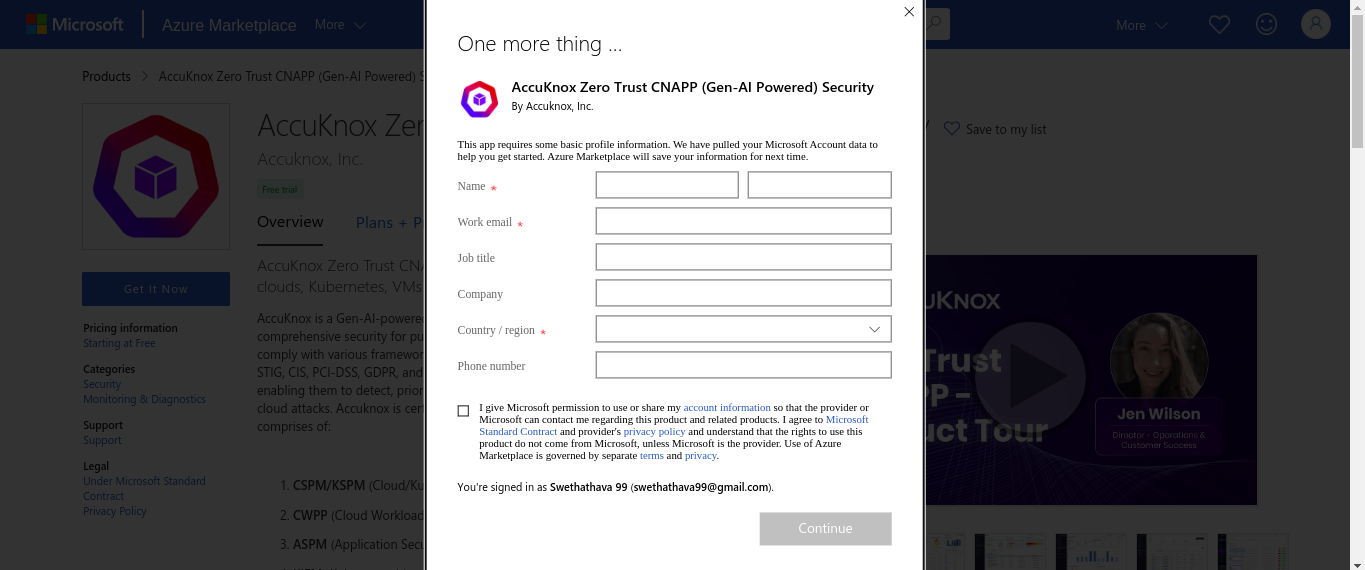 Microsoft
Azure Marketplace
More
More
Products
AccuKnox Zero Trust CNAPP (Gen-AI Powered) S
AccuKnox Zer
Accuknox, Inc.
Free trial
Save to my list
Overview
Plans + P
AccuKnox Zero Trust CNA
clouds, Kubernetes, VMs
Get It Now
Pricing information
Starting at Free
Categories
Security
Monitoring & Diagnostics
Support
Support
Legal
Under Microsoft Standard
Contract
Privacy Policy
AccuKnox is a Gen-AI-powere
comprehensive security for pu
comply with various framewor
STIG, CIS, PCI-DSS, GDPR, and
enabling them to detect, prior
cloud attacks. Accuknox is cert
comprises of:
1. CSPM/KSPM (Cloud/Ku
2. CWPP (Cloud Workload
3. ASPM (Application Secu
One more thing ...
AccuKnox Zero Trust CNAPP (Gen-AI Powered) Security
By Accuknox, Inc.
This app requires some basic profile information. We have pulled your Microsoft Account data to
help you get started. Azure Marketplace will save your information for next time.
Name *
Work email *
Job title
Company
Country / region *
Phone number
I give Microsoft permission to use or share my account information so that the provider or
Microsoft can contact me regarding this product and related products. I agree to Microsoft
Standard Contract and provider's privacy policy and understand that the rights to use this
product do not come from Microsoft, unless Microsoft is the provider. Use of Azure
Marketplace is governed by separate terms and privacy.
You're signed in as Swethathava 99 (swethathava99@gmail.com).
Continue
CUKNOX
Trust
PP -
uct Tour
Jen Wilson
Director - Operations &
Customer Success